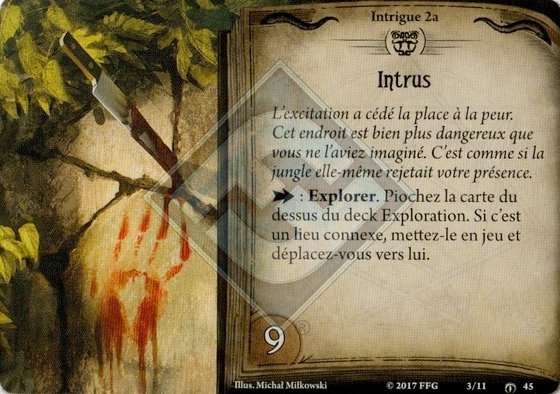 Intrigue 2a
Intrus
L'excitation a cédé la place à la peur.
Cet endroit est bien plus dangereux que
vous ne l'aviez imaginé. C'est comme si la
jungle elle-même rejetait votre présence.
: Explorer. Piochez la carte du
dessus du deck Exploration. Si c'est
un lieu connexe, mettez-le en jeu et
déplacez-vous vers lui.
9
Illus. Michał Miłkowski © 2017 FFG 3/11 45